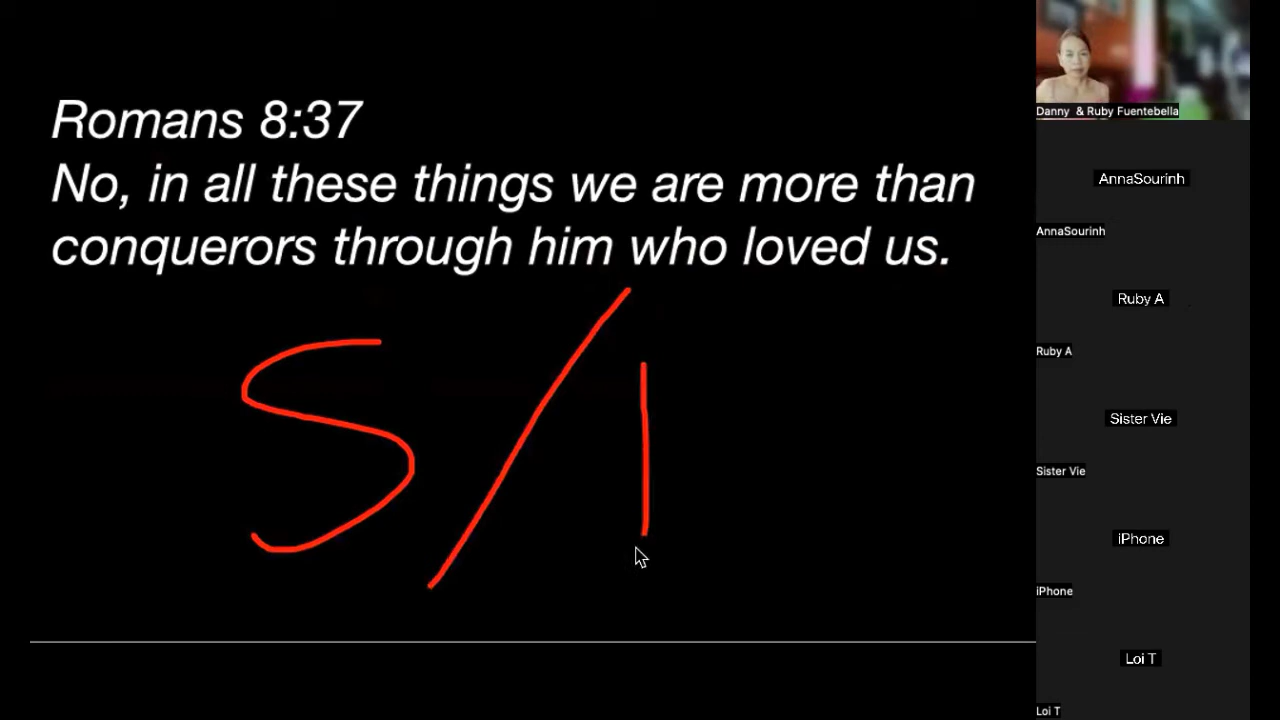 Romans 8:37
No, in all these things we are more than
conquerors through him who loved us.
S/1
Danny & Ruby Fuentebella
AnnaSourinh
AnnaSourinh
Ruby A
Ruby A
Sister Vie
Sister Vie
iPhone
iPhone
Loi T
Loi T